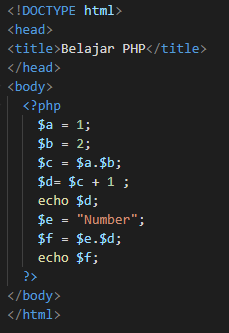 <!DOCTYPE html>
<head>
<title>Belajar PHP</title>
</head>
<body>
<?php
$a = 1;
$b = 2;
$c = $a.$b;
$d= $c + 1 ;
echo $d;
$e = "Number";
$f = $e.$d;
echo $f;
?>
</body>
</html>